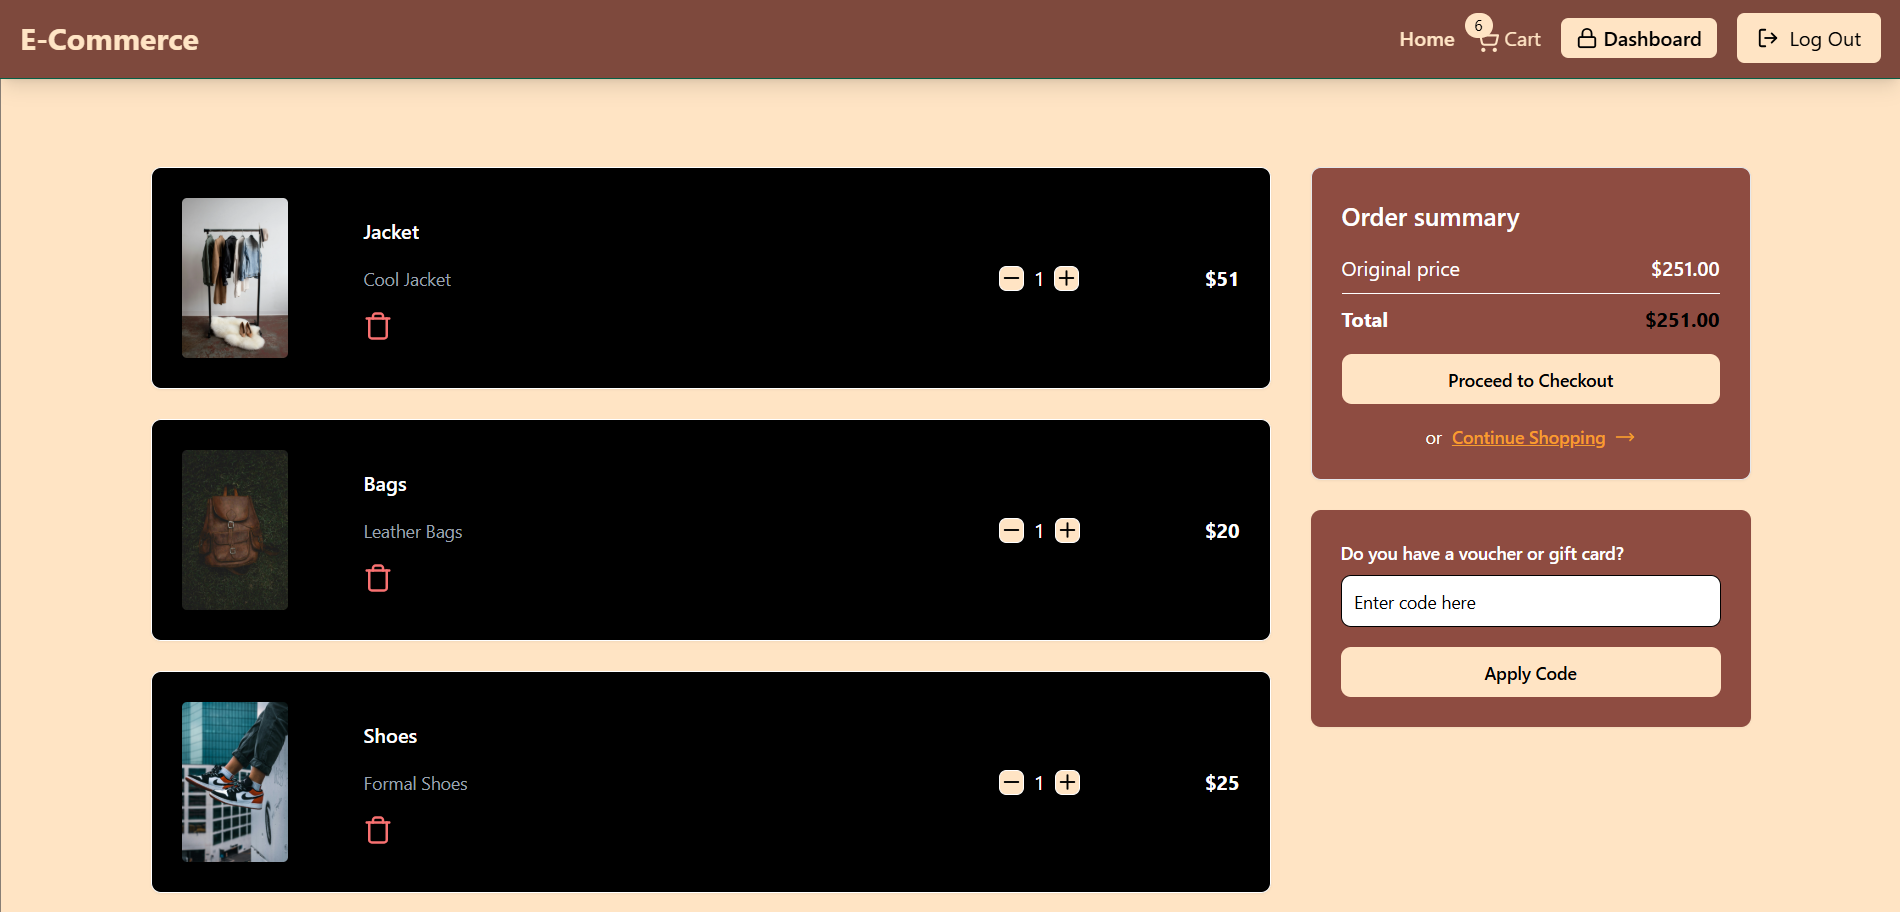 E-Commerce
Home
6
Cart
Dashboard
Log Out
Jacket
Cool Jacket
1
$51
Bags
Leather Bags
1
$20
Shoes
Formal Shoes
1
$25
Order summary
Original price $251.00
Total $251.00
Proceed to Checkout
or Continue Shopping →
Do you have a voucher or gift card?
Enter code here
Apply Code